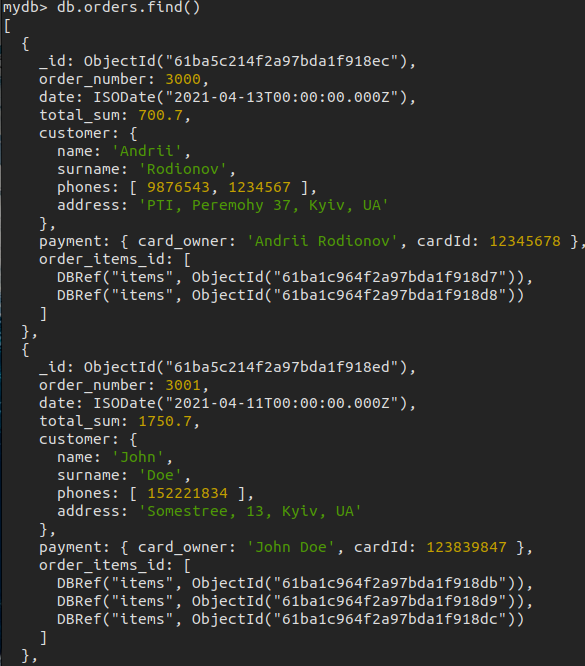 mydb> db.orders.find()
[
  {
    _id: ObjectId("61ba5c214f2a97bda1f918ec"),
    order_number: 3000,
    date: ISODate("2021-04-13T00:00:00.000Z"),
    total_sum: 700.7,
    customer: {
      name: 'Andrii',
      surname: 'Rodionov',
      phones: [ 9876543, 1234567 ],
      address: 'PTI, Peremohy 37, Kyiv, UA'
    },
    payment: { card_owner: 'Andrii Rodionov', cardId: 12345678 },
    order_items_id: [
      DBRef("items", ObjectId("61ba1c964f2a97bda1f918d7")),
      DBRef("items", ObjectId("61ba1c964f2a97bda1f918d8"))
    ]
  },
  {
    _id: ObjectId("61ba5c214f2a97bda1f918ed"),
    order_number: 3001,
    date: ISODate("2021-04-11T00:00:00.000Z"),
    total_sum: 1750.7,
    customer: {
      name: 'John',
      surname: 'Doe',
      phones: [ 152221834 ],
      address: 'Somestree, 13, Kyiv, UA'
    },
    payment: { card_owner: 'John Doe', cardId: 123839847 },
    order_items_id: [
      DBRef("items", ObjectId("61ba1c964f2a97bda1f918db")),
      DBRef("items", ObjectId("61ba1c964f2a97bda1f918d9")),
      DBRef("items", ObjectId("61ba1c964f2a97bda1f918dc"))
    ]
  },